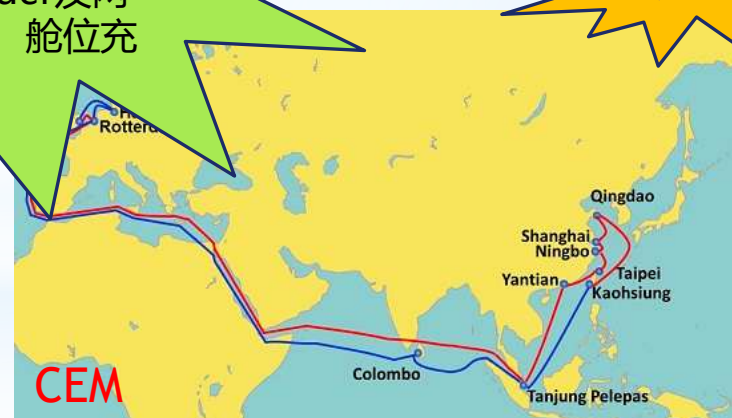 舱位充
Qingdao
Shanghai
Ningbo
Yantian
Taipei
Kaohsiung
Colombo
Tanjung Pelepas
CEM